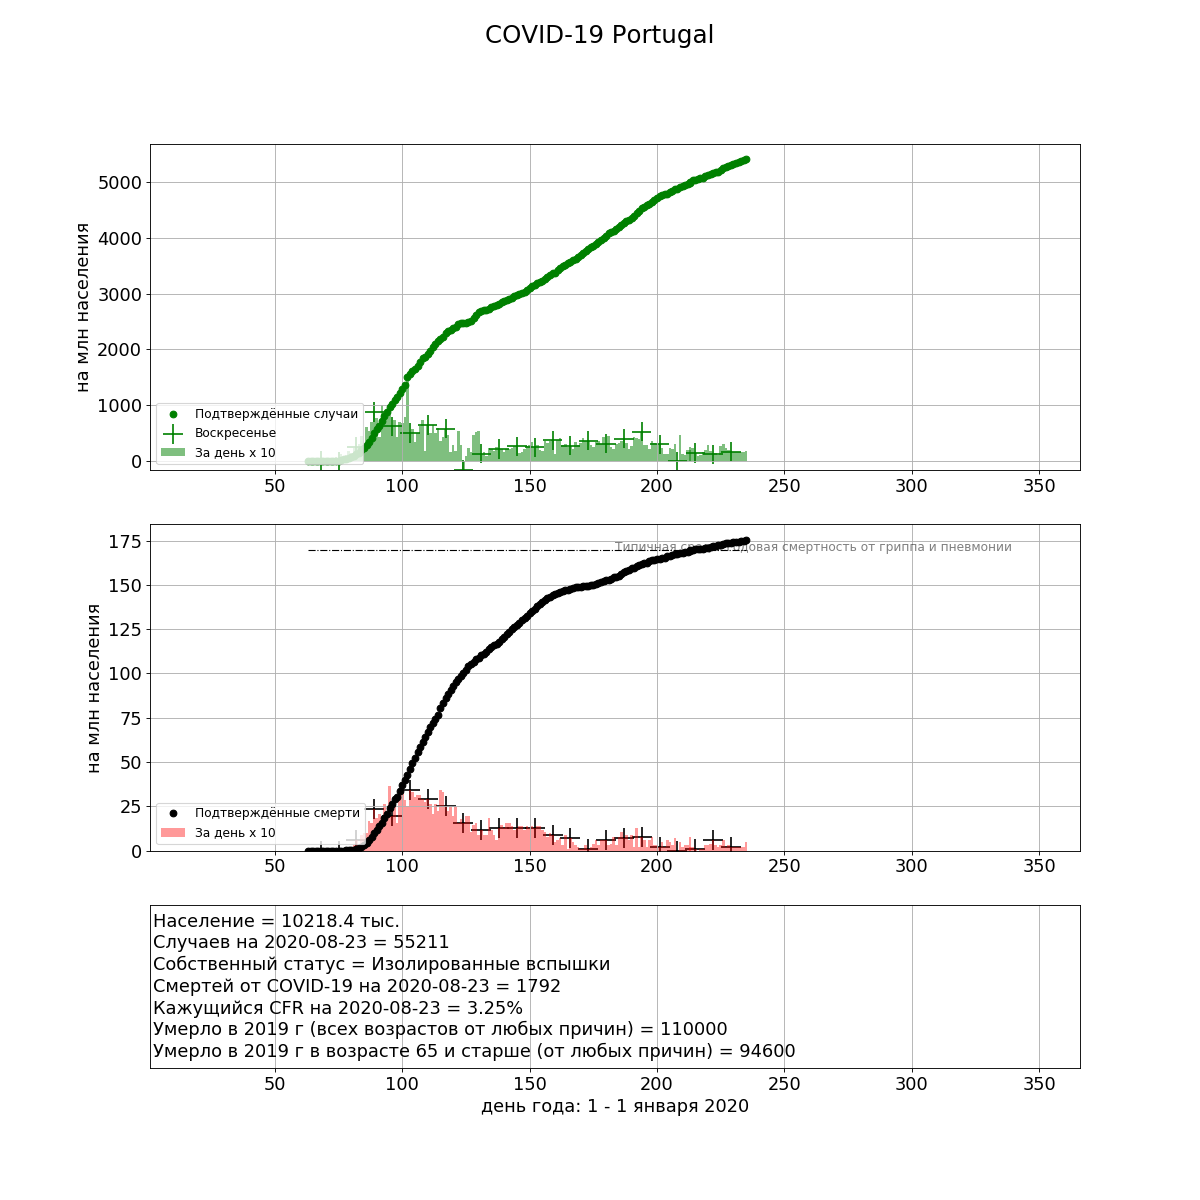 COVID-19 Portugal
на млн населения
5000
4000
3000
2000
1000
0
Подтверждённые случаи
Воскресенье
За день x 10
50 100 150 200 250 300 350
на млн населения
175
150
125
100
75
50
25
0
Типичная годовая смертность от гриппа и пневмонии
Подтверждённые смерти
За день x 10
50 100 150 200 250 300 350
Население = 10218.4 тыс.
Случаев на 2020-08-23 = 55211
Собственный статус = Изолированные вспышки
Смертей от COVID-19 на 2020-08-23 = 1792
Кажущийся CFR на 2020-08-23 = 3.25%
Умерло в 2019 г (всех возрастов от любых причин) = 110000
Умерло в 2019 г в возрасте 65 и старше (от любых причин) = 94600
50 100 150 200 250 300 350
день года: 1 - 1 января 2020